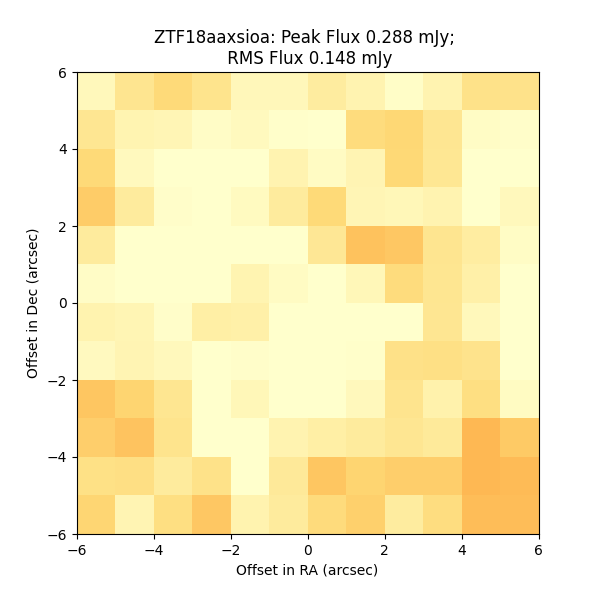 ZTF18aaxsioa: Peak Flux 0.288 mJy;
RMS Flux 0.148 mJy
6
4
2
0
−2
−4
−6
Offset in Dec (arcsec)
−6 −4 −2 0 2 4 6
Offset in RA (arcsec)